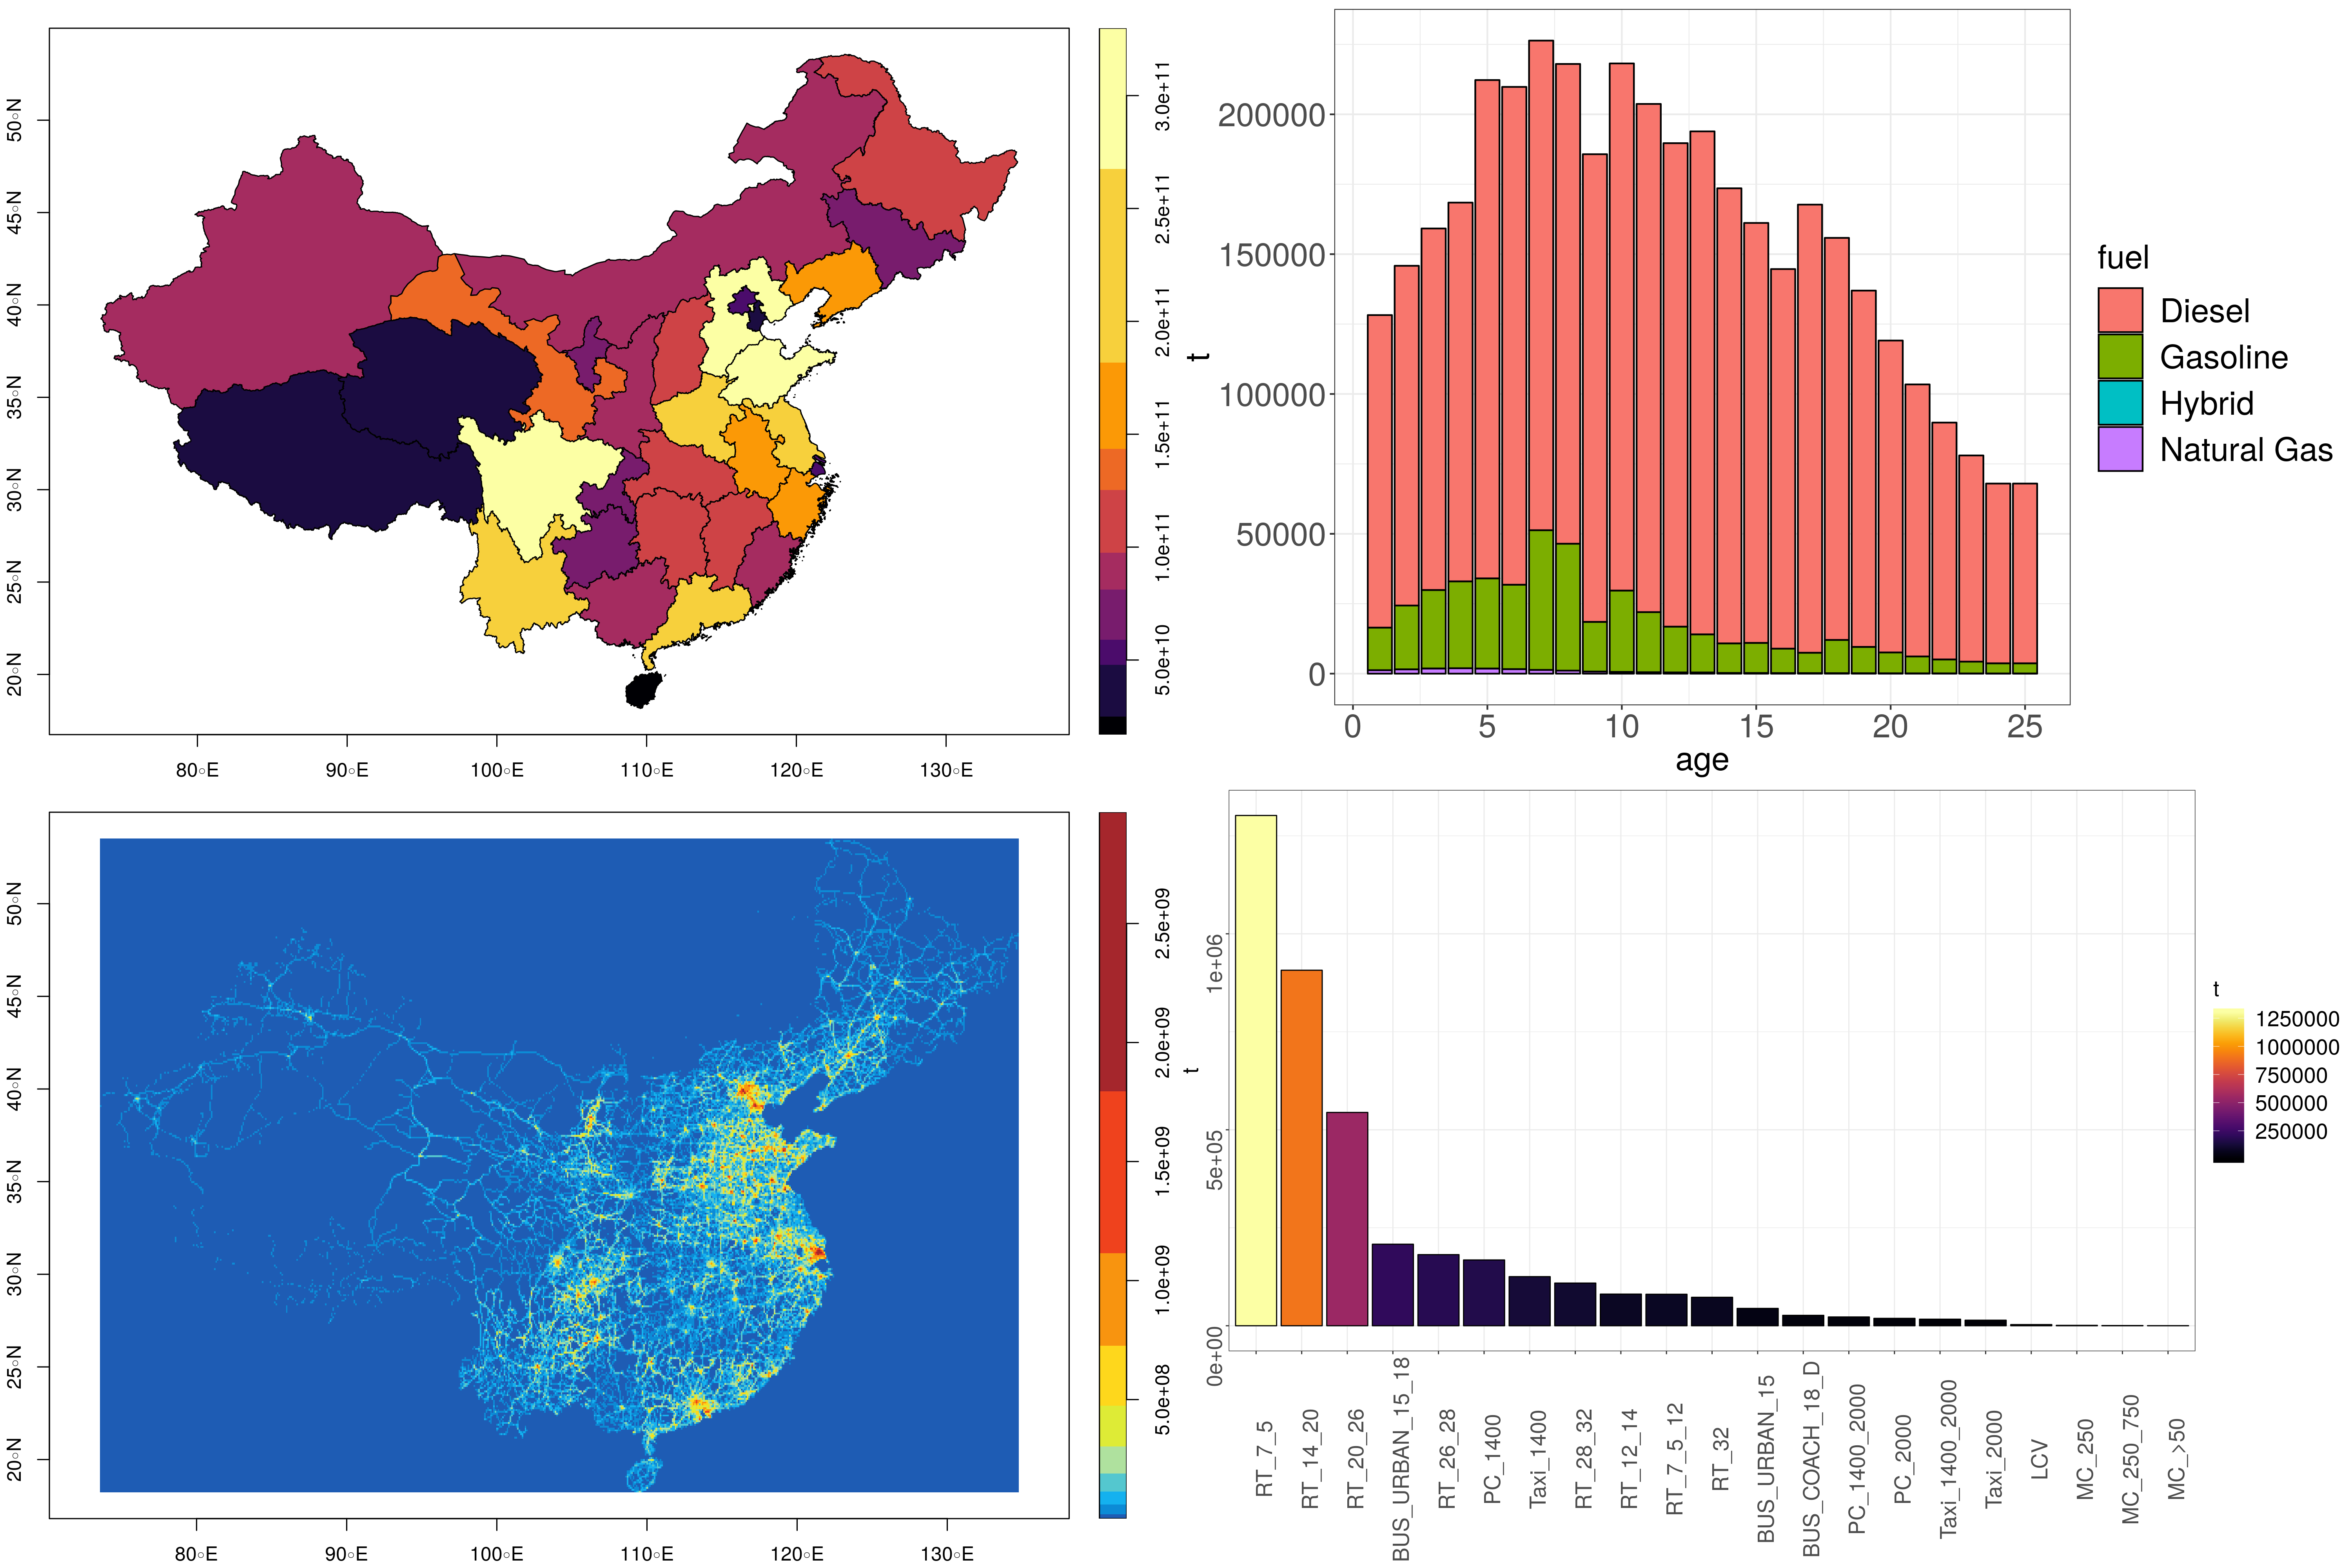 50°N
45°N
40°N
35°N
30°N
25°N
20°N
80°E 90°E 100°E 110°E 120°E 130°E
3.0e+11
2.5e+11
2.0e+11
1.5e+11
1.0e+11
5.0e+10
t
200000
150000
100000
50000
0
0 5 10 15 20 25
age
fuel
Diesel
Gasoline
Hybrid
Natural Gas
50°N
45°N
40°N
35°N
30°N
25°N
20°N
80°E 90°E 100°E 110°E 120°E 130°E
2.5e+09
2.0e+09
1.5e+09
1.0e+09
5.0e+08
t
1e+06
5e+05
0e+00
RT_7_5
RT_14_20
RT_20_26
BUS_URBAN_15_18
RT_26_28
PC_1400
Taxi_1400
RT_28_32
RT_12_14
RT_7_5_12
RT_32
BUS_URBAN_15
BUS_COACH_18_D
PC_1400_2000
PC_2000
Taxi_1400_2000
Taxi_2000
LCV
MC_250
MC_250_750
MC_>50
t
1250000
1000000
750000
500000
250000